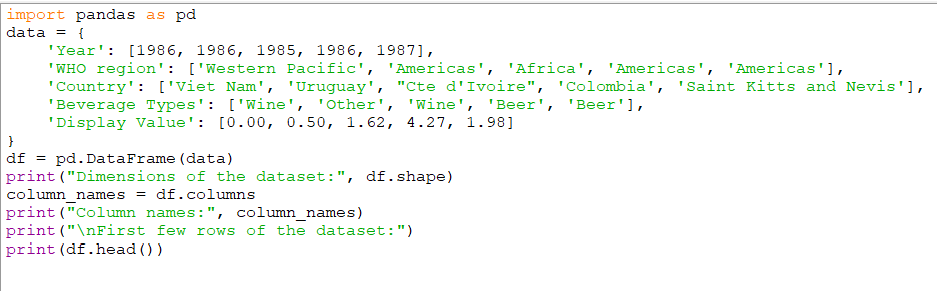 import pandas as pd
data = {
    'Year': [1986, 1986, 1985, 1986, 1987],
    'WHO region': ['Western Pacific', 'Americas', 'Africa', 'Americas', 'Americas'],
    'Country': ['Viet Nam', 'Uruguay', "Cte d'Ivoire", 'Colombia', 'Saint Kitts and Nevis'],
    'Beverage Types': ['Wine', 'Other', 'Wine', 'Beer', 'Beer'],
    'Display Value': [0.00, 0.50, 1.62, 4.27, 1.98]
}
df = pd.DataFrame(data)
print("Dimensions of the dataset:", df.shape)
column_names = df.columns
print("Column names:", column_names)
print("\nFirst few rows of the dataset:")
print(df.head())